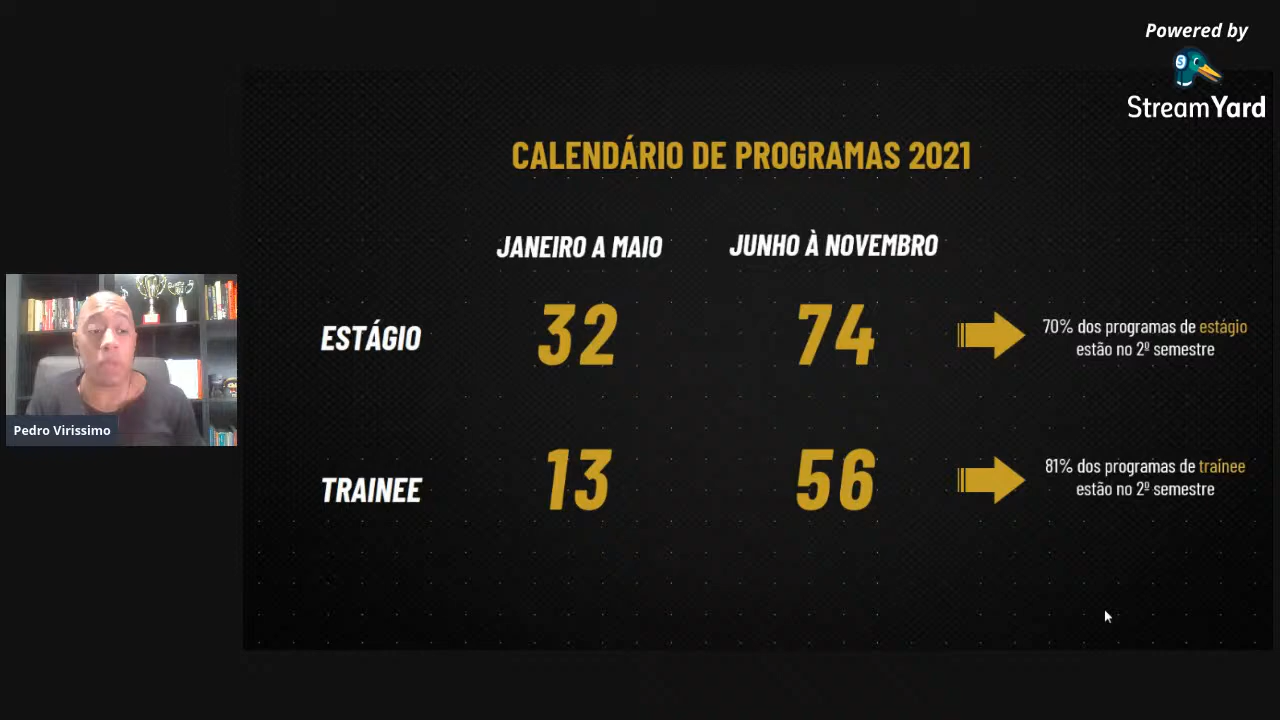 Powered by
StreamYard
CALENDÁRIO DE PROGRAMAS 2021
JANEIRO A MAIO
JUNHO À NOVEMBRO
ESTÁGIO
32
74
70% dos programas de estágio
estão no 2º semestre
TRAINEE
13
56
81% dos programas de trainee
estão no 2º semestre
Pedro Virissimo